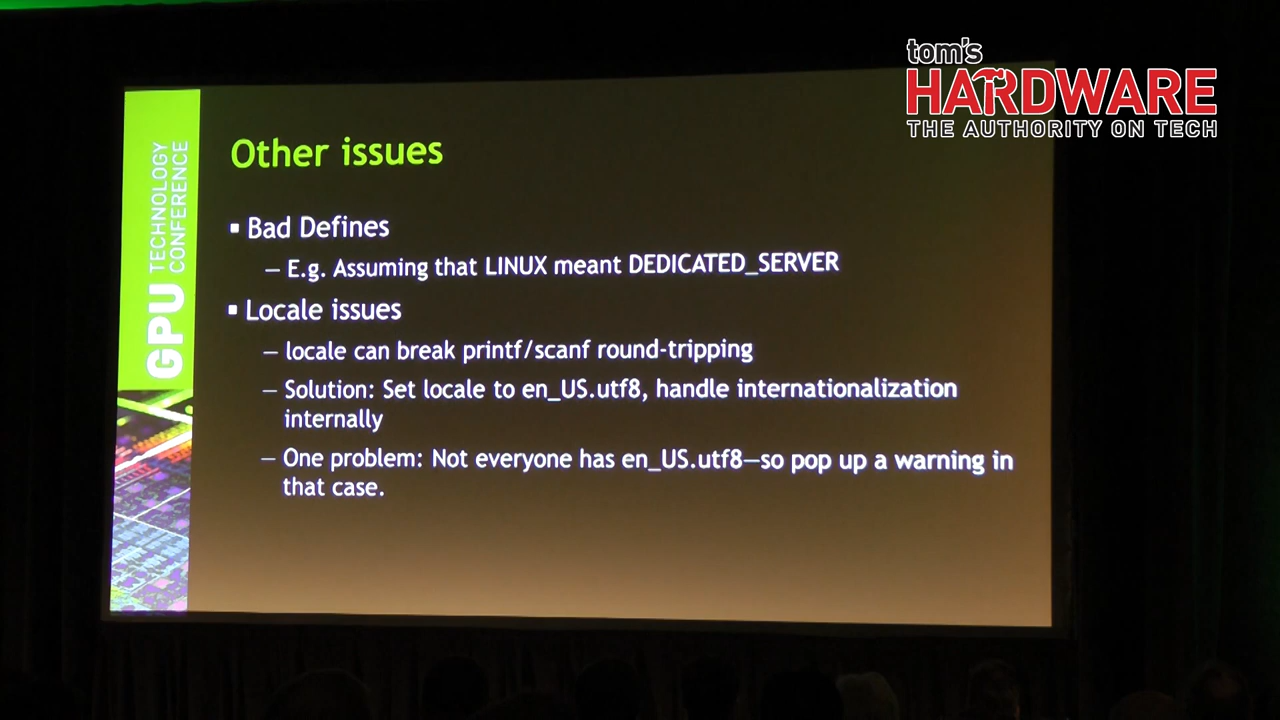 tom's
HARDWARE
THE AUTHORITY ON TECH
GPU TECHNOLOGY
CONFERENCE
Other issues
▪ Bad Defines
– E.g. Assuming that LINUX meant DEDICATED_SERVER
▪ Locale issues
– locale can break printf/scanf round-tripping
– Solution: Set locale to en_US.utf8, handle internationalization
internally
– One problem: Not everyone has en_US.utf8—so pop up a warning in
that case.